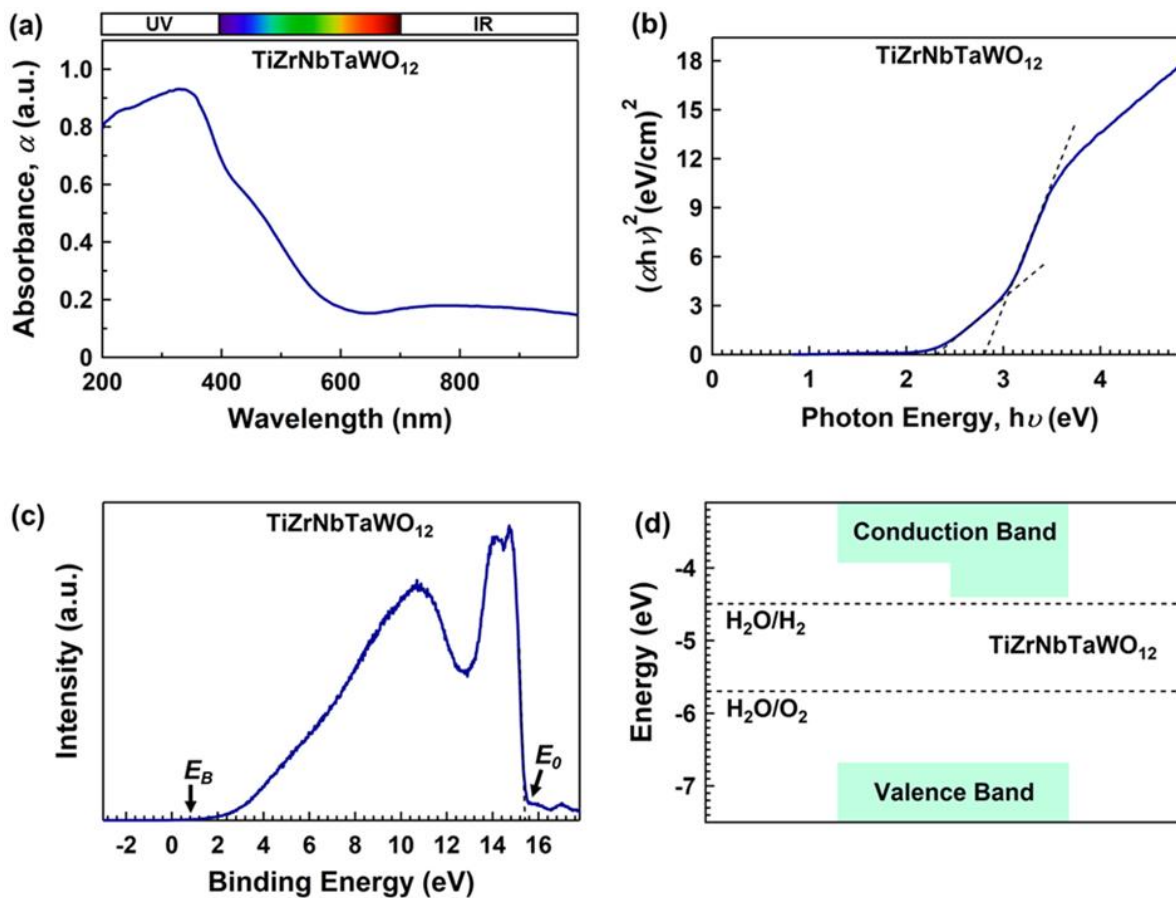 (a)
UV
IR
TiZrNbTaWO₁₂
Absorbance, α (a.u.)
1.0
0.8
0.6
0.4
0.2
0
200
400
600
800
Wavelength (nm)
(b)
TiZrNbTaWO₁₂
(αhν)² (eV/cm)²
18
15
12
9
6
3
0
0
1
2
3
4
Photon Energy, hυ (eV)
(c)
TiZrNbTaWO₁₂
Intensity (a.u.)
E_B
E_0
-2
0
2
4
6
8
10
12
14
16
Binding Energy (eV)
(d)
Conduction Band
Energy (eV)
-4
-5
-6
-7
H₂O/H₂
TiZrNbTaWO₁₂
H₂O/O₂
Valence Band